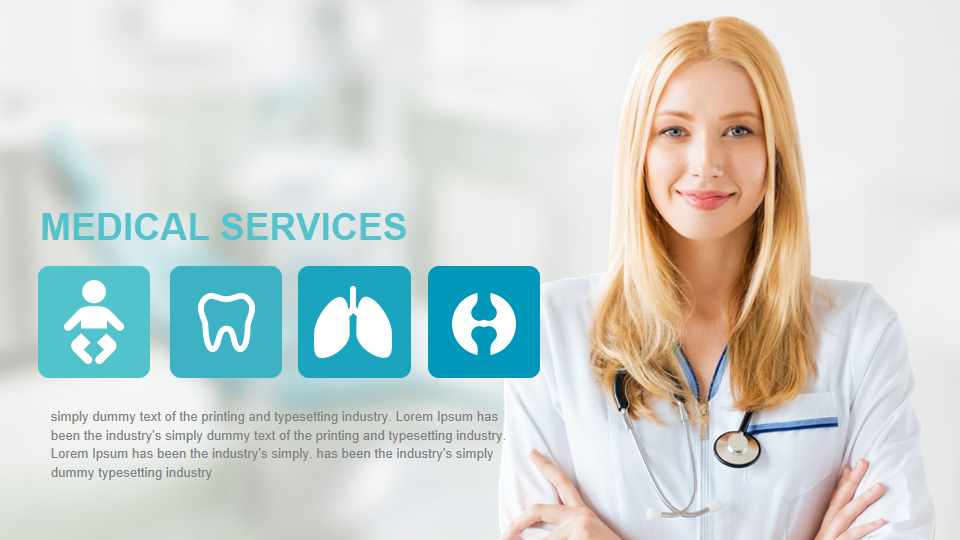 MEDICAL SERVICES
simply dummy text of the printing and typesetting industry. Lorem Ipsum has
been the industry's simply dummy text of the printing and typesetting industry.
Lorem Ipsum has been the industry's simply. has been the industry's simply
dummy typesetting industry